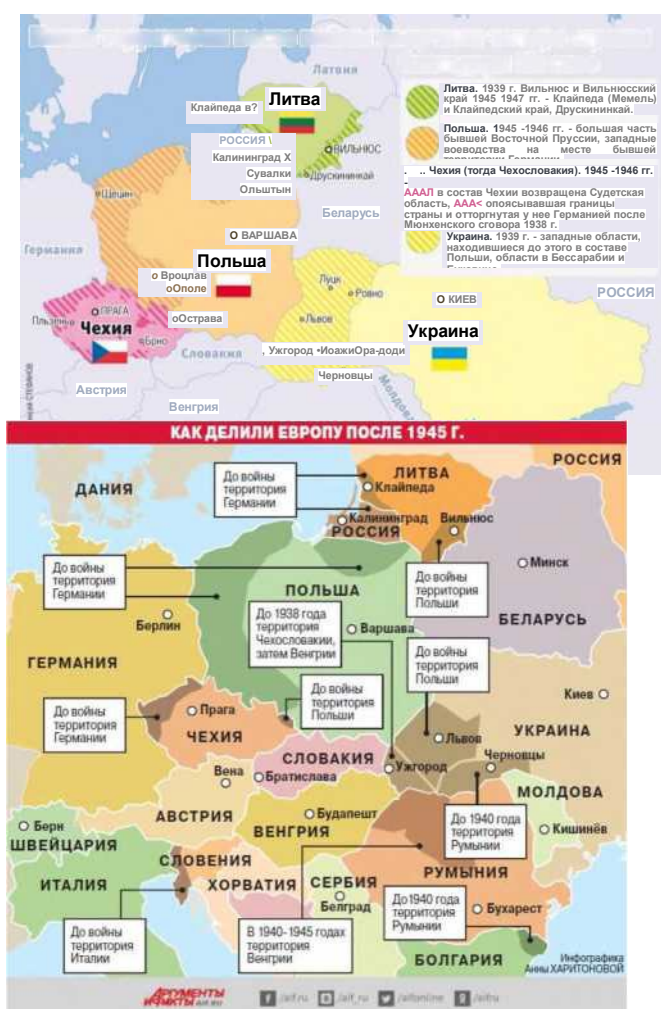 Латвия
Литва
Клайпеда в?
РОССИЯ \
ВИЛЬНЮС
Калининград X
Сувалки
Друскининкай
Ольштын
Щецин
Беларусь
О ВАРШАВА
Германия
Польша
о Вроцлав
оОполе
Луцк
Ровно
О КИЕВ
РОССИЯ
ПРАГА
Пльзень
Чехия
оОстрава
Брно
Львов
Украина
Словакия
, Ужгород •ИоажиОра-доди
Черновцы
Австрия
Венгрия
Литва. 1939 г. Вильнюс и Вильнюсский
край 1945 1947 гг. - Клайпеда (Мемель)
и Клайпедский край, Друскининкай.
Польша. 1945 -1946 гг. - большая часть
бывшей Восточной Пруссии, западные
воеводства на месте бывшей
территории Германии
. .. Чехия (тогда Чехословакия). 1945 -1946 гг.
-
АААЛ в состав Чехии возвращена Судетская
область, ААА< опоясывавшая границы
страны и отторгнутая у нее Германией после
Мюнхенского сговора 1938 г.
Украина. 1939 г. - западные области,
находившиеся до этого в составе
Польши, области в Бессарабии и
КАК ДЕЛИЛИ ЕВРОПУ ПОСЛЕ 1945 Г.
РОССИЯ
ДАНИЯ
До войны
территория
Германии
ЛИТВА
Клайпеда
Калининград
РОССИЯ
Вильнюс
До войны
территория
Германии
До войны
территория
Польши
Минск
БЕЛАРУСЬ
ПОЛЬША
Берлин
До 1938 года
территория
Чехословакии,
затем Венгрии
Варшава
До войны
территория
Польши
ГЕРМАНИЯ
До войны
территория
Германии
Прага
ЧЕХИЯ
До войны
территория
Польши
Киев
УКРАИНА
Львов
Черновцы
СЛОВАКИЯ
Ужгород
Вена
Братислава
МОЛДОВА
АВСТРИЯ
Будапешт
ВЕНГРИЯ
До 1940 года
территория
Румынии
Кишинёв
Берн
ШВЕЙЦАРИЯ
СЛОВЕНИЯ
ИТАЛИЯ
ХОРВАТИЯ
СЕРБИЯ
Белград
РУМЫНИЯ
До 1940 года
территория
Румынии
Бухарест
До войны
территория
Италии
В 1940-1945 годах
территория
Венгрии
БОЛГАРИЯ
Инфографика
Анны ХАРИТОНОВОЙ
АРГУМЕНТЫ
И ФАКТЫ AIF.RU
/aif.ru
/aif_ru
/aifonline
/aifru